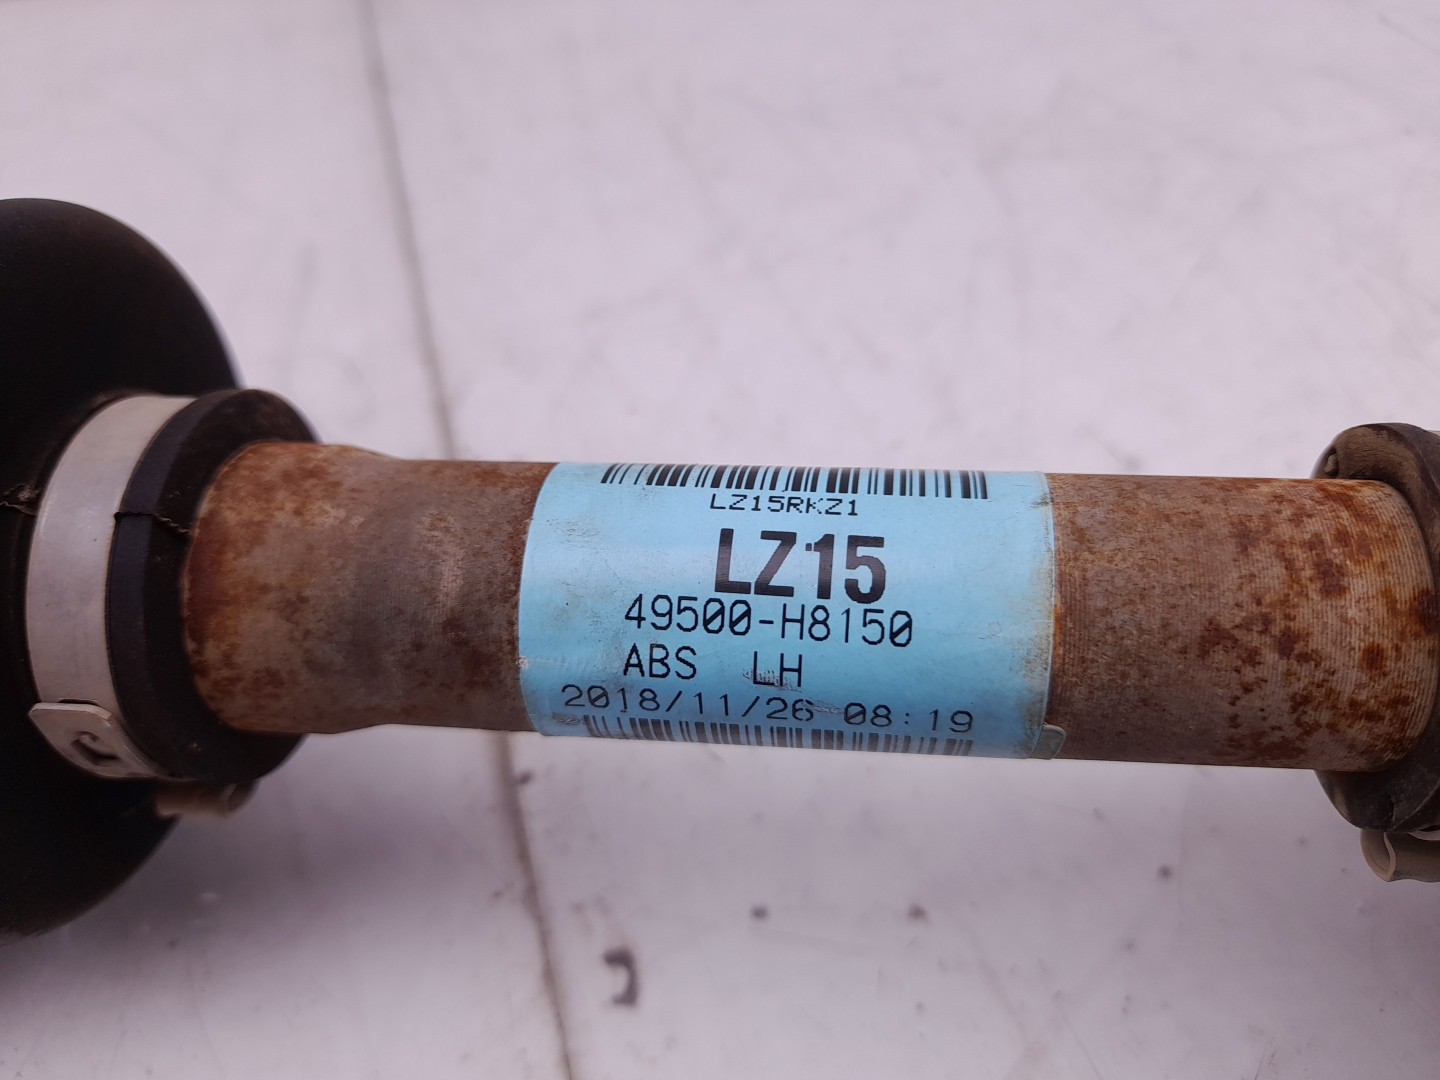 LZ15RKZ1
LZ15
49500-H8150
ABS LH
2018/11/26 08:19